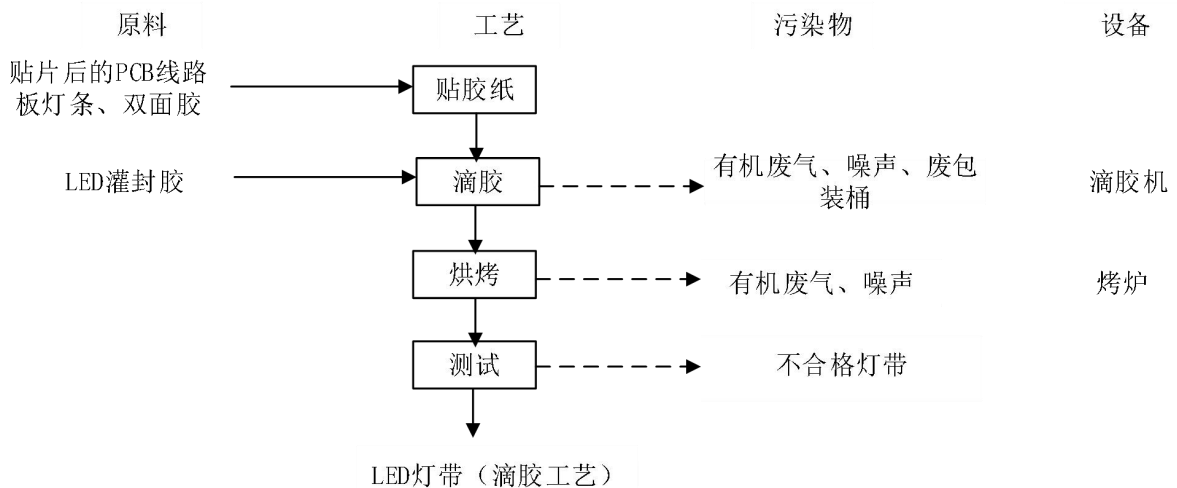 原料 工艺 污染物 设备
贴片后的PCB线路
板灯条、双面胶
贴胶纸
LED灌封胶
滴胶
有机废气、噪声、废包
装桶
滴胶机
烘烤
有机废气、噪声
烤炉
测试
不合格灯带
LED灯带（滴胶工艺）